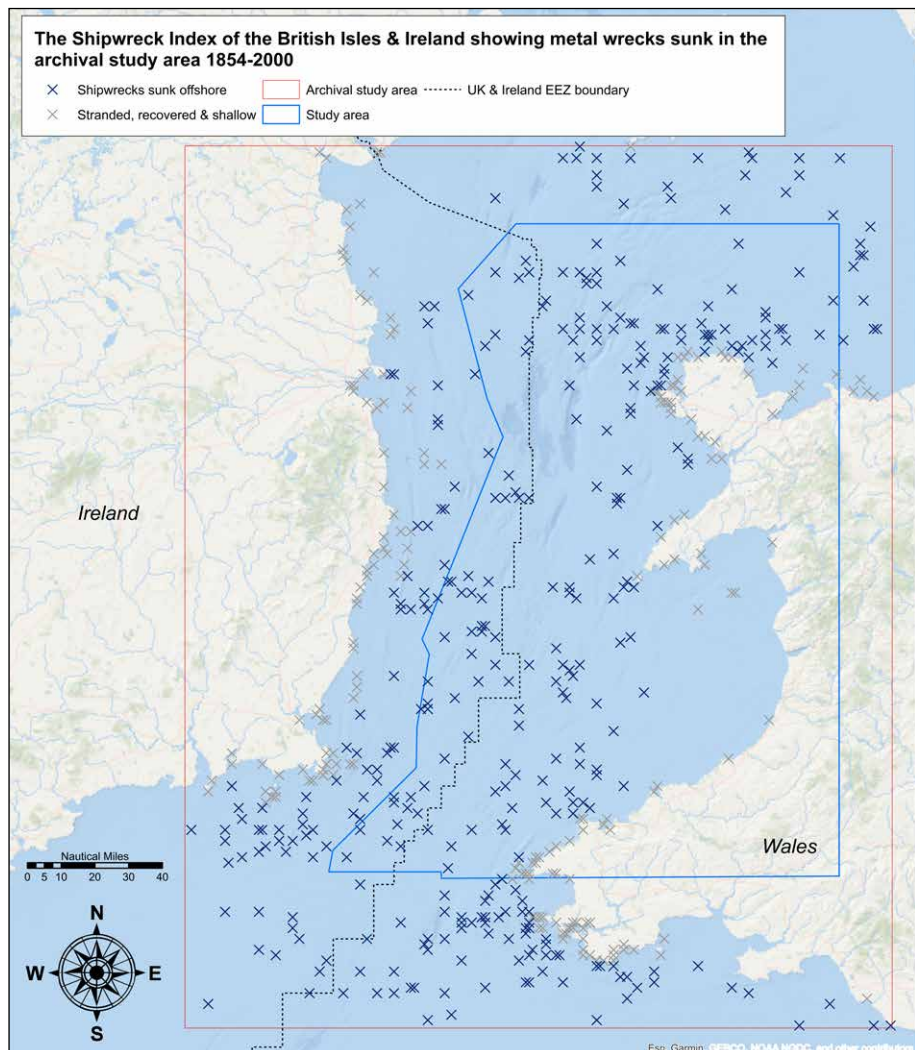 The Shipwreck Index of the British Isles & Ireland showing metal wrecks sunk in the
archival study area 1854-2000
Shipwrecks sunk offshore
Archival study area
UK & Ireland EEZ boundary
Stranded, recovered & shallow
Study area
Ireland
Wales
Nautical Miles
0 5 10 20 30 40
N
W E
S
Esri, Garmin, GEBCO, NOAA NGDC, and other contributors